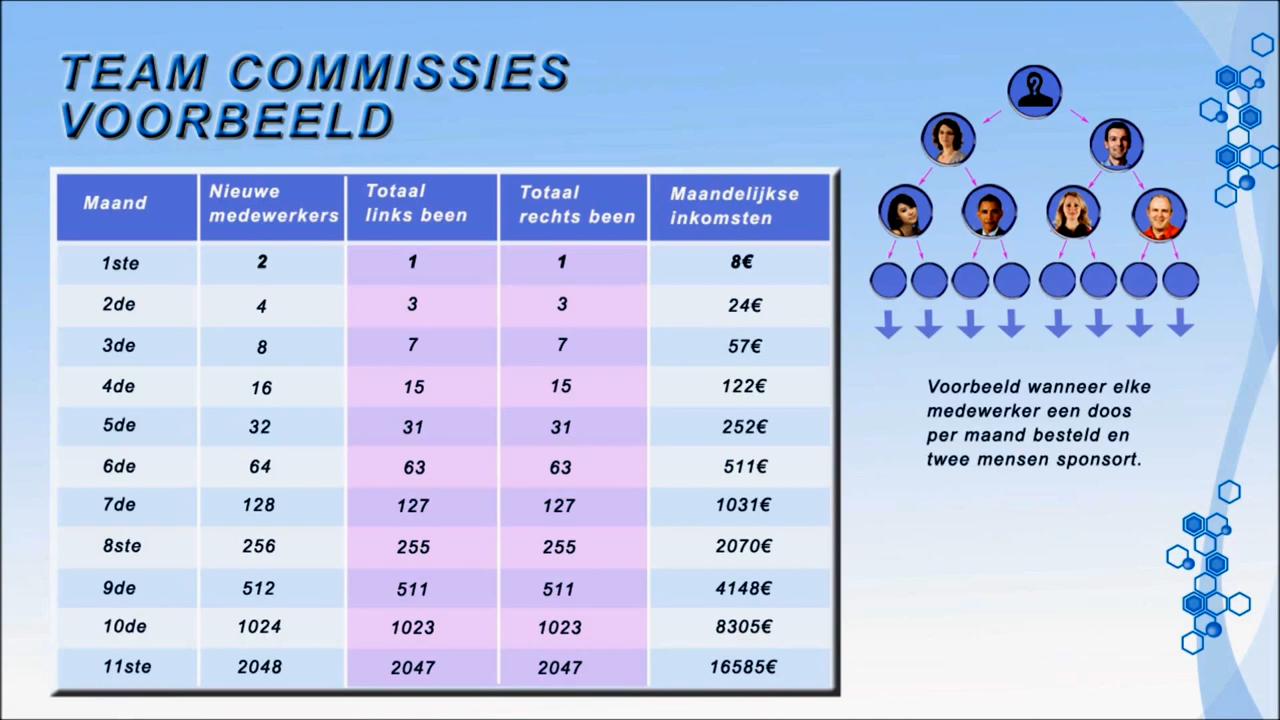 TEAM COMMISSIES
VOORBEELD
Maand
Nieuwe
medewerkers
Totaal
links been
Totaal
rechts been
Maandelijkse
inkomsten
1ste 2 1 1 8€
2de 4 3 3 24€
3de 8 7 7 57€
4de 16 15 15 122€
5de 32 31 31 252€
6de 64 63 63 511€
7de 128 127 127 1031€
8ste 256 255 255 2070€
9de 512 511 511 4148€
10de 1024 1023 1023 8305€
11ste 2048 2047 2047 16585€
?
Voorbeeld wanneer elke
medewerker een doos
per maand besteld en
twee mensen sponsort.